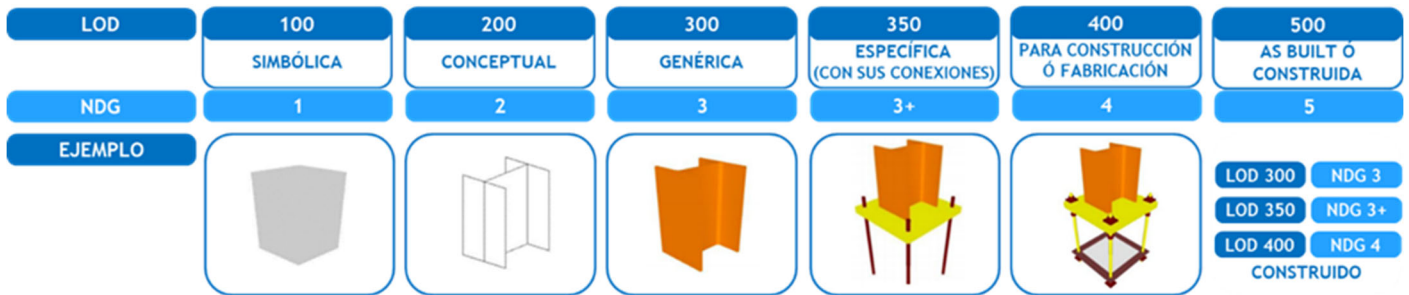 LOD 100 200 300 350 400 500
SIMBÓLICA CONCEPTUAL GENÉRICA ESPECÍFICA (CON SUS CONEXIONES) PARA CONSTRUCCIÓN Ó FABRICACIÓN AS BUILT Ó CONSTRUIDA
NDG 1 2 3 3+ 4 5
EJEMPLO
LOD 300 NDG 3
LOD 350 NDG 3+
LOD 400 NDG 4
CONSTRUIDO